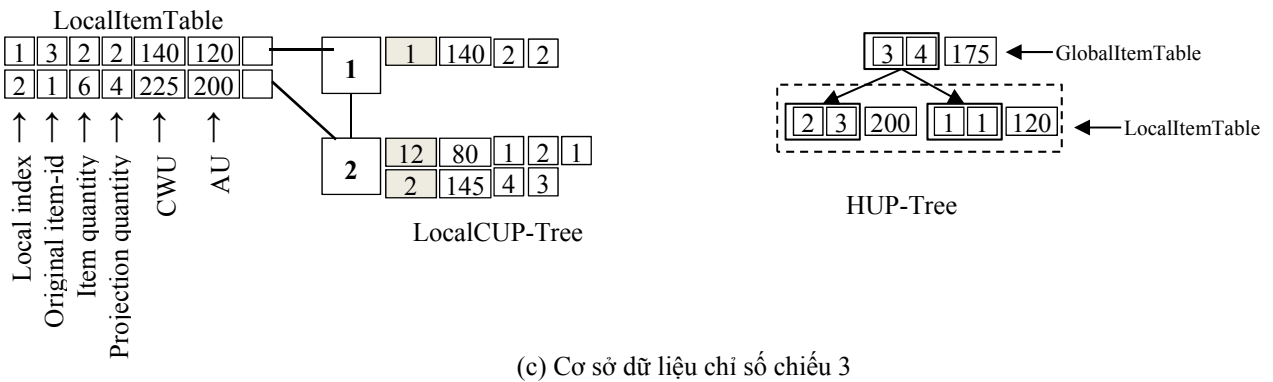 LocalItemTable
1 3 2 2 140 120
2 1 6 4 225 200
Local index
Original item-id
Item quantity
Projection quantity
CWU
AU
1
1 140 2 2
2
12 80 1 2 1
2 145 4 3
LocalCUP-Tree
3 4 175
GlobalItemTable
2 3 200
1 1 120
LocalItemTable
HUP-Tree
(c) Cơ sở dữ liệu chỉ số chiếu 3